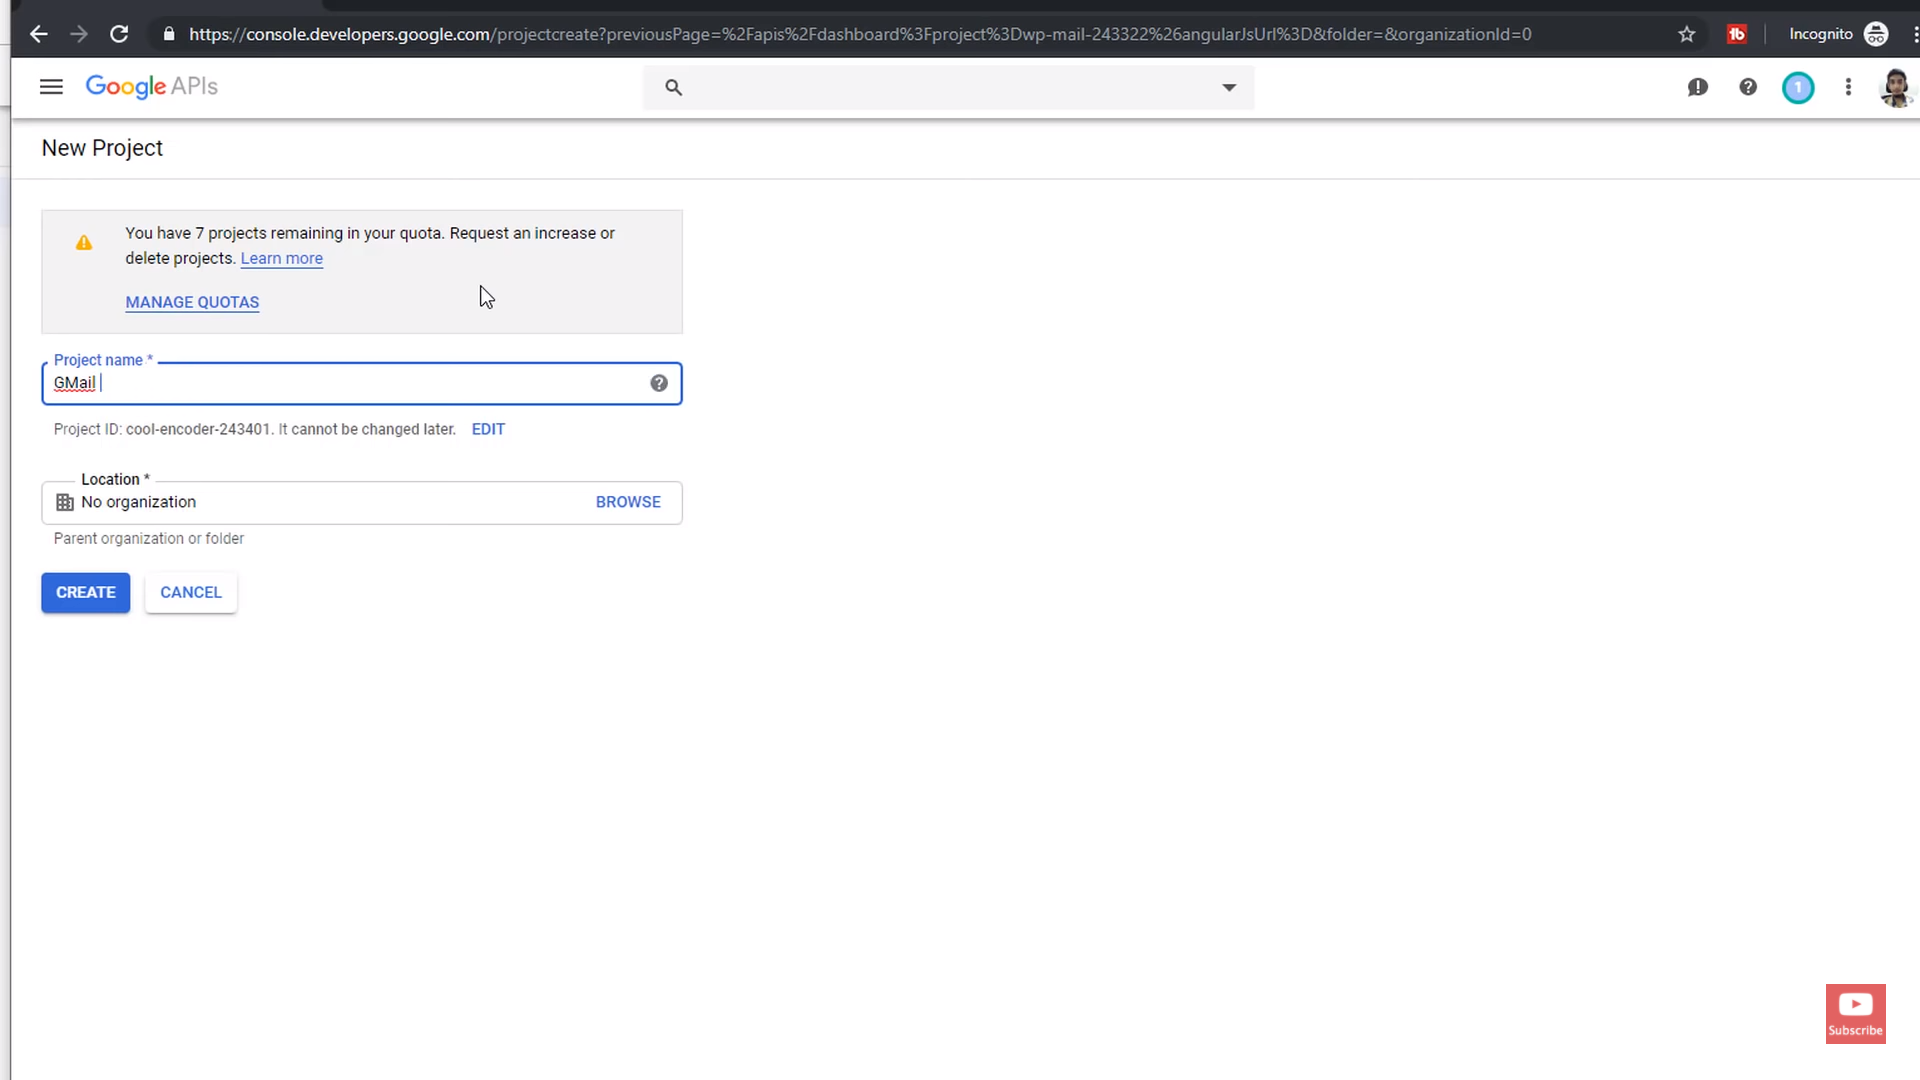 https://console.developers.google.com/projectcreate?previousPage=%2Fapis%2Fdashboard%3Fproject%3Dwp-mail-243322%26angularJsUrl%3D&folder=&organizationId=0
tb
Incognito
Google APIs
1
New Project
You have 7 projects remaining in your quota. Request an increase or
delete projects. Learn more
MANAGE QUOTAS
Project name *
GMail
Project ID: cool-encoder-243401. It cannot be changed later. EDIT
Location *
No organization
BROWSE
Parent organization or folder
CREATE
CANCEL
Subscribe